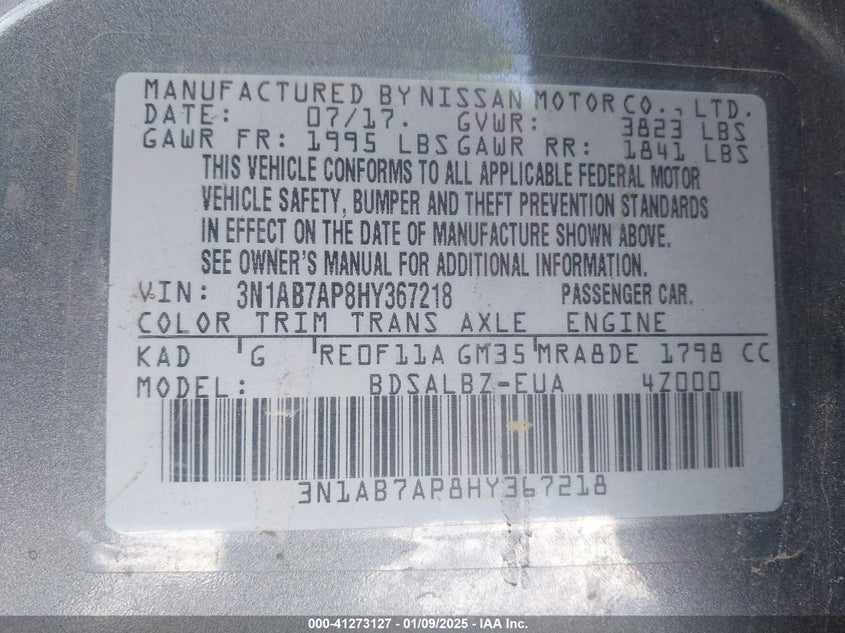 MANUFACTURED BY NISSAN MOTOR CO., LTD.
DATE: 07/17. GVWR: 3823 LBS
GAWR FR: 1995 LBS GAWR RR: 1841 LBS
THIS VEHICLE CONFORMS TO ALL APPLICABLE FEDERAL MOTOR
VEHICLE SAFETY, BUMPER AND THEFT PREVENTION STANDARDS
IN EFFECT ON THE DATE OF MANUFACTURE SHOWN ABOVE.
SEE OWNER'S MANUAL FOR ADDITIONAL INFORMATION.
VIN: 3N1AB7AP8HY367218 PASSENGER CAR.
COLOR TRIM TRANS AXLE ENGINE
KAD G RE0F11A GM35 MRA8DE 1798 CC
MODEL: BDSALBZ-EUA 4Z000
3N1AB7AP8HY367218
000-41273127 - 01/09/2025 - IAA Inc.